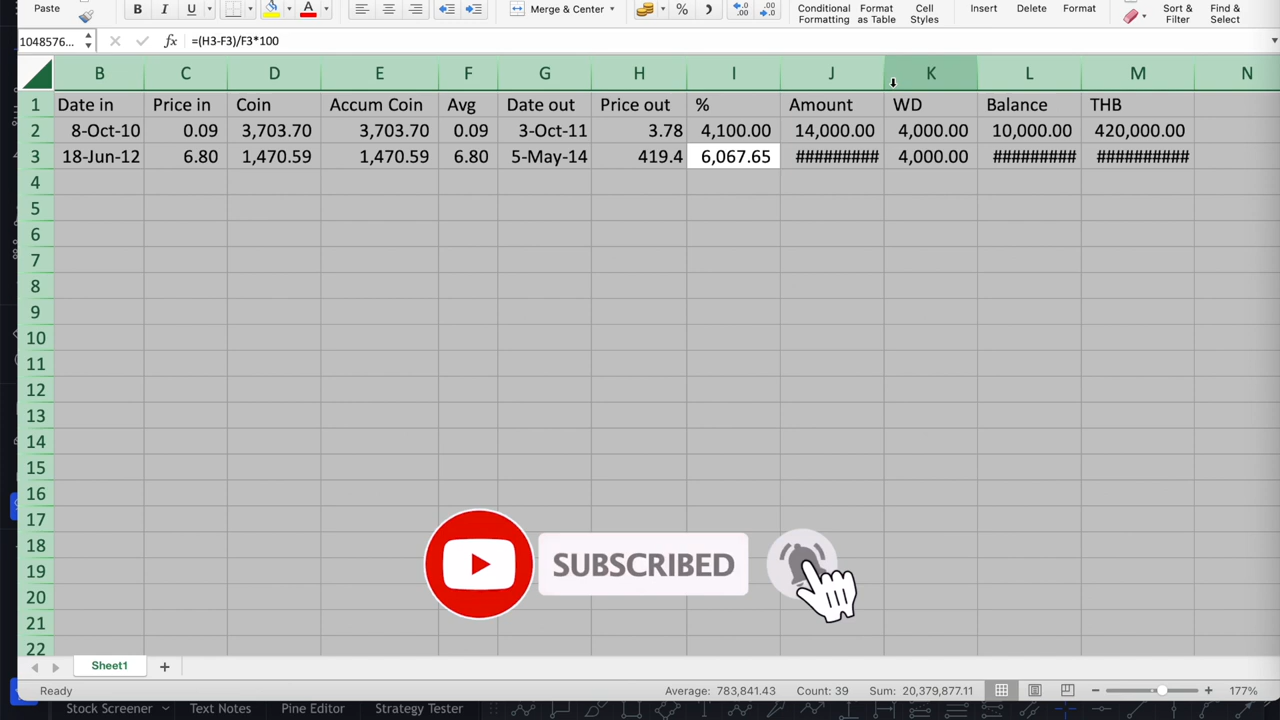 Paste B I U A Merge & Center % Conditional Formatting Format as Table Cell Styles Insert Delete Format Sort & Filter Find & Select
1048576... fx =(H3-F3)/F3*100
B C D E F G H I J K L M N
1 Date in Price in Coin Accum Coin Avg Date out Price out % Amount WD Balance THB
2 8-Oct-10 0.09 3,703.70 3,703.70 0.09 3-Oct-11 3.78 4,100.00 14,000.00 4,000.00 10,000.00 420,000.00
3 18-Jun-12 6.80 1,470.59 1,470.59 6.80 5-May-14 419.4 6,067.65 ######### 4,000.00 ######### ##########
4
5
6
7
8
9
10
11
12
13
14
15
16
17
18
19
20
21
22
SUBSCRIBED
Sheet1 +
Ready Average: 783,841.43 Count: 39 Sum: 20,379,877.11 177%
Stock Screener Text Notes Pine Editor Strategy Tester